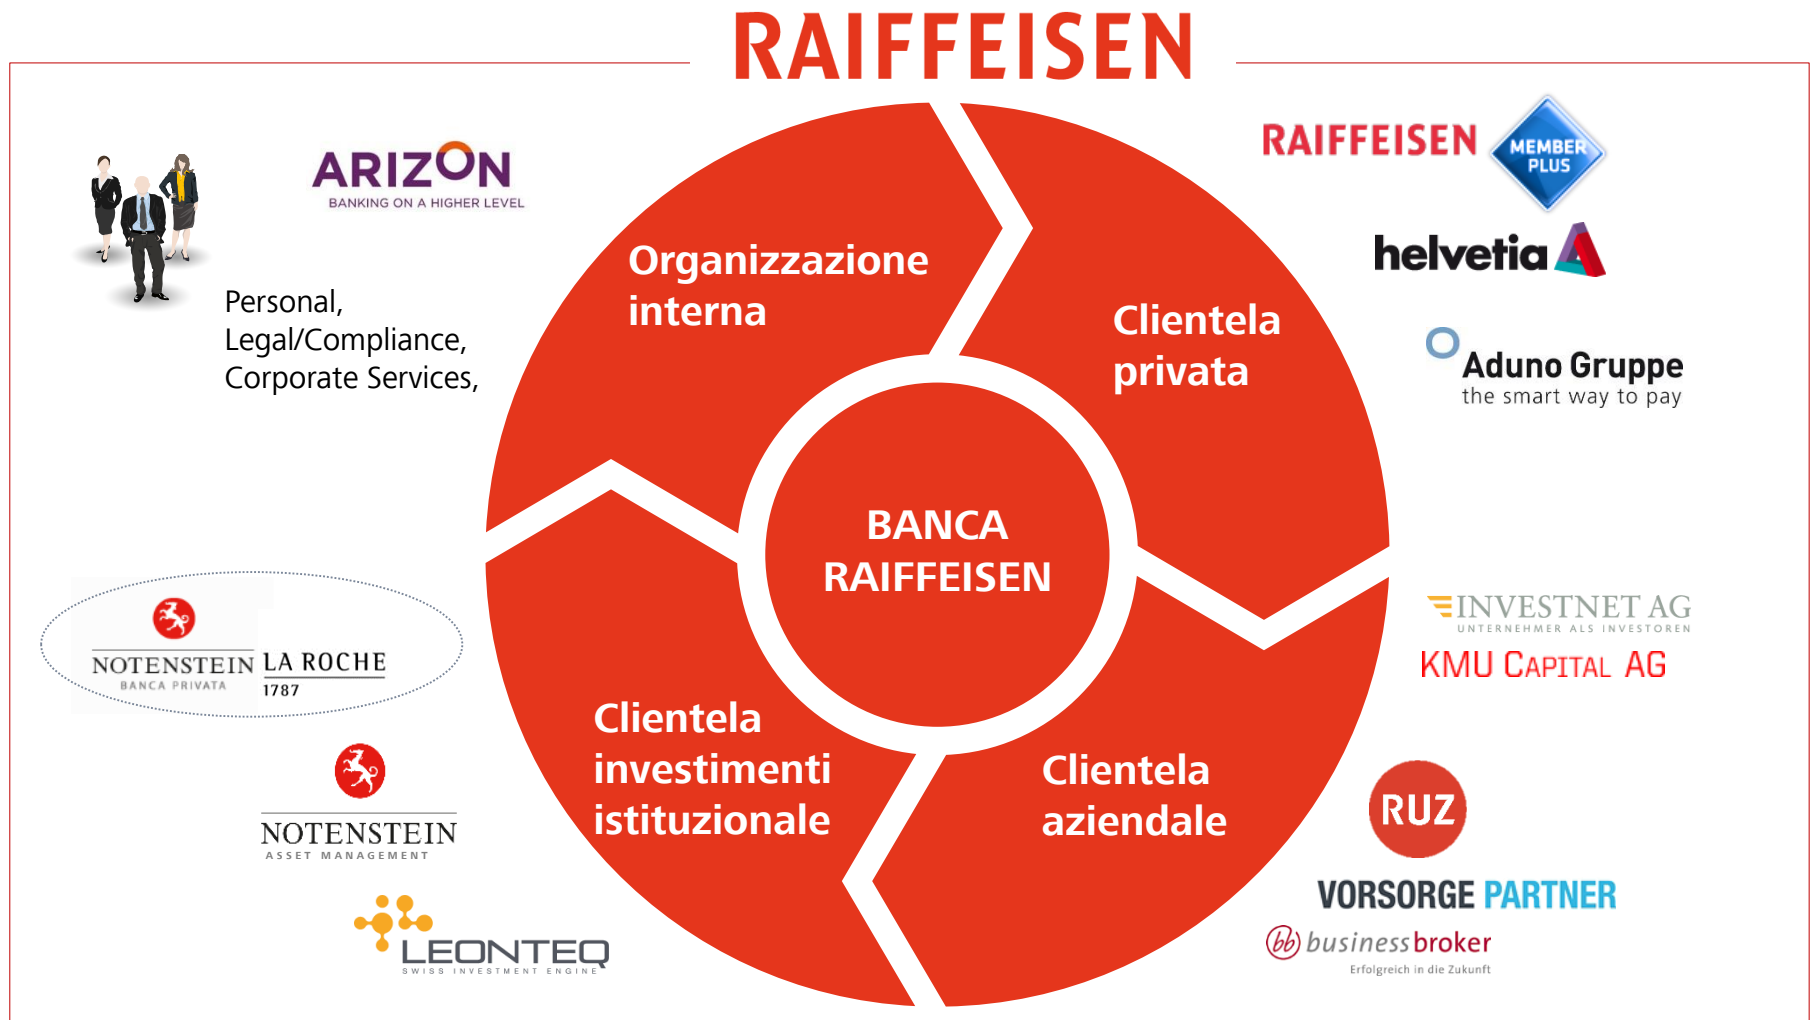 RAIFFEISEN
ARIZON
BANKING ON A HIGHER LEVEL
Personal,
Legal/Compliance,
Corporate Services,
Organizzazione
interna
Clientela
privata
RAIFFEISEN
MEMBER
PLUS
helvetia
Aduno Gruppe
the smart way to pay
BANCA
RAIFFEISEN
NOTENSTEIN
BANCA PRIVATA
LA ROCHE
1787
NOTENSTEIN
ASSET MANAGEMENT
LEONTEQ
SWISS INVESTMENT ENGINE
Clientela
investimenti
istituzionale
Clientela
aziendale
INVESTNET AG
UNTERNEHMER ALS INVESTOREN
KMU CAPITAL AG
RUZ
VORSORGE PARTNER
bb businessbroker
Erfolgreich in die Zukunft